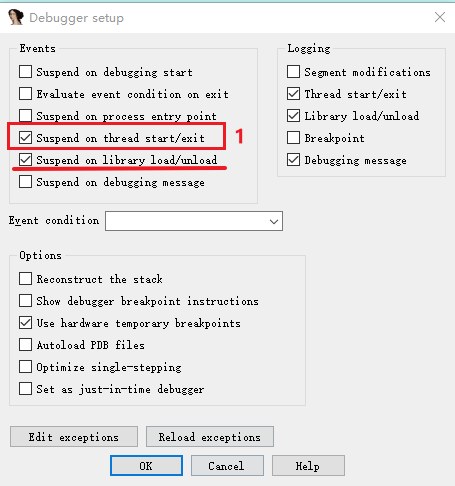 Debugger setup
Events
Suspend on debugging start
Evaluate event condition on exit
Suspend on process entry point
Suspend on thread start/exit 1
Suspend on library load/unload
Suspend on debugging message
Logging
Segment modifications
Thread start/exit
Library load/unload
Breakpoint
Debugging message
Event condition
Options
Reconstruct the stack
Show debugger breakpoint instructions
Use hardware temporary breakpoints
Autoload PDB files
Optimize single-stepping
Set as just-in-time debugger
Edit exceptions
Reload exceptions
OK
Cancel
Help